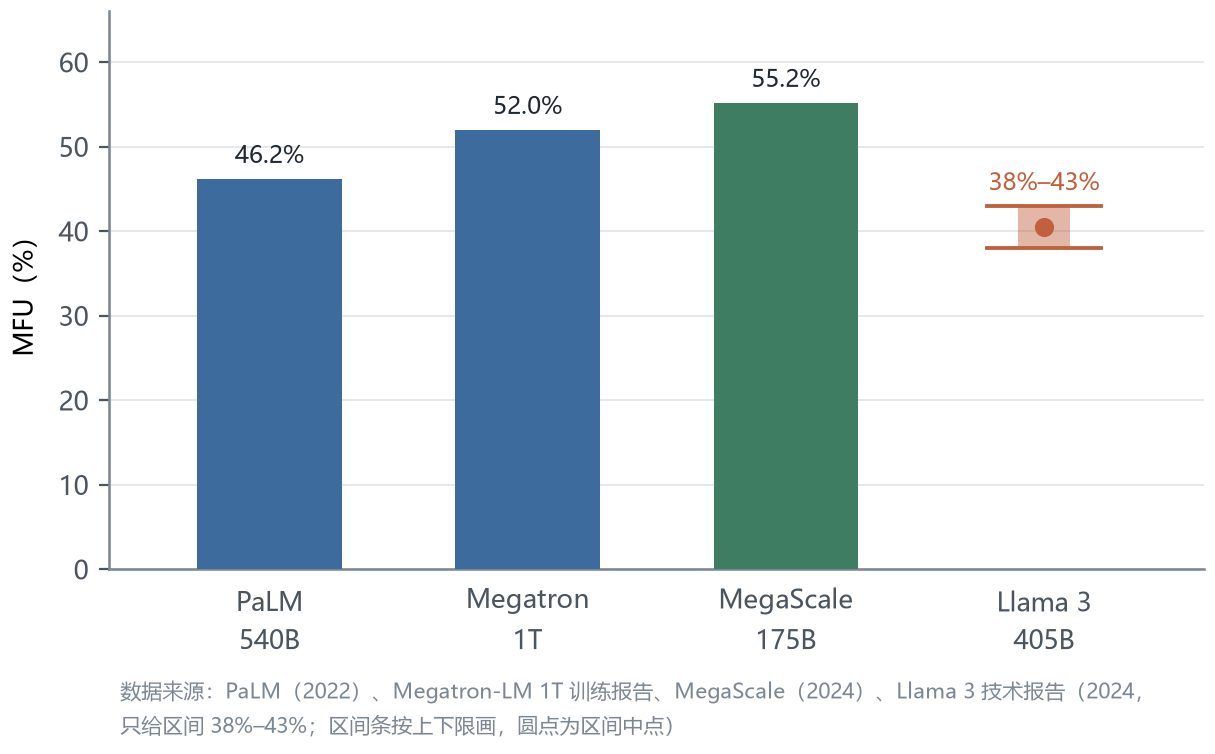 MFU（%）
60
50
40
30
20
10
0
46.2%
52.0%
55.2%
38%–43%
PaLM
540B
Megatron
1T
MegaScale
175B
Llama 3
405B
数据来源：PaLM（2022）、Megatron-LM 1T 训练报告、MegaScale（2024）、Llama 3 技术报告（2024，
只给区间 38%–43%；区间条按上下限画，圆点为区间中点）